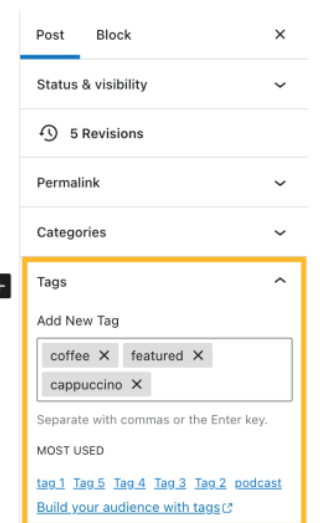 Post Block
Status & visibility
5 Revisions
Permalink
Categories
Tags
Add New Tag
coffee featured
cappuccino
Separate with commas or the Enter key.
MOST USED
tag 1 Tag 5 Tag 4 Tag 3 Tag 2 podcast
Build your audience with tags